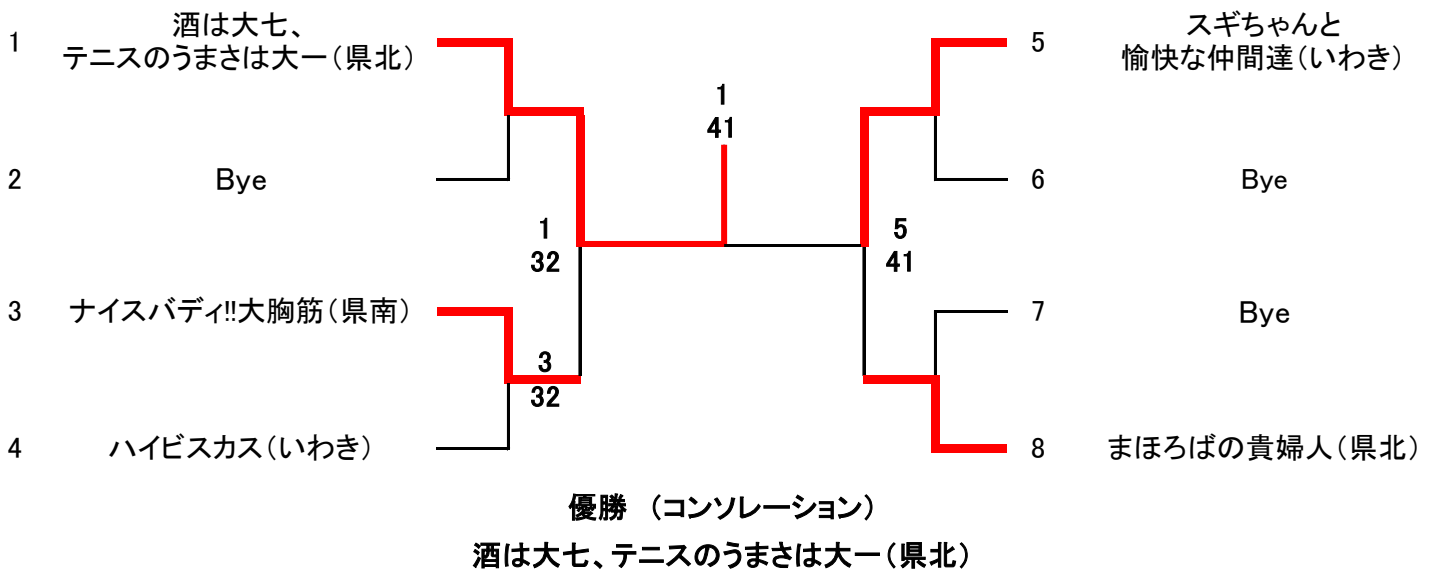 1
酒は大七、
テニスのうまさは大一(県北)
2
Bye
3
ナイスバディ!!大胸筋(県南)
4
ハイビスカス(いわき)
1
32
3
32
1
41
5
41
5
スギちゃんと
愉快な仲間達(いわき)
6
Bye
7
Bye
8
まほろばの貴婦人(県北)
優勝 (コンソレーション)
酒は大七、テニスのうまさは大一(県北)